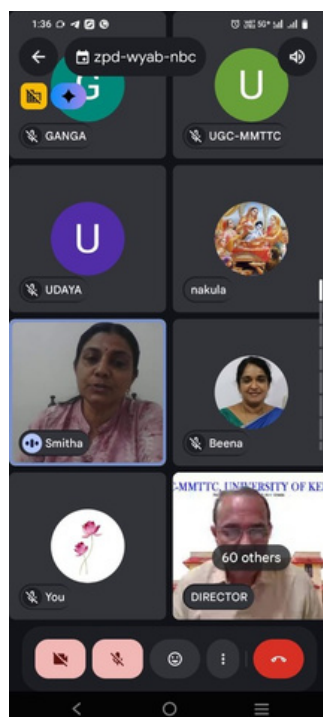 1:36
5G+
zpd-wyab-nbc
G
U
GANGA
UGC-MMTTC
U
UDAYA
nakula
Smitha
Beena
C-MMTTC, UNIVERSITY OF KE
60 others
You
DIRECTOR